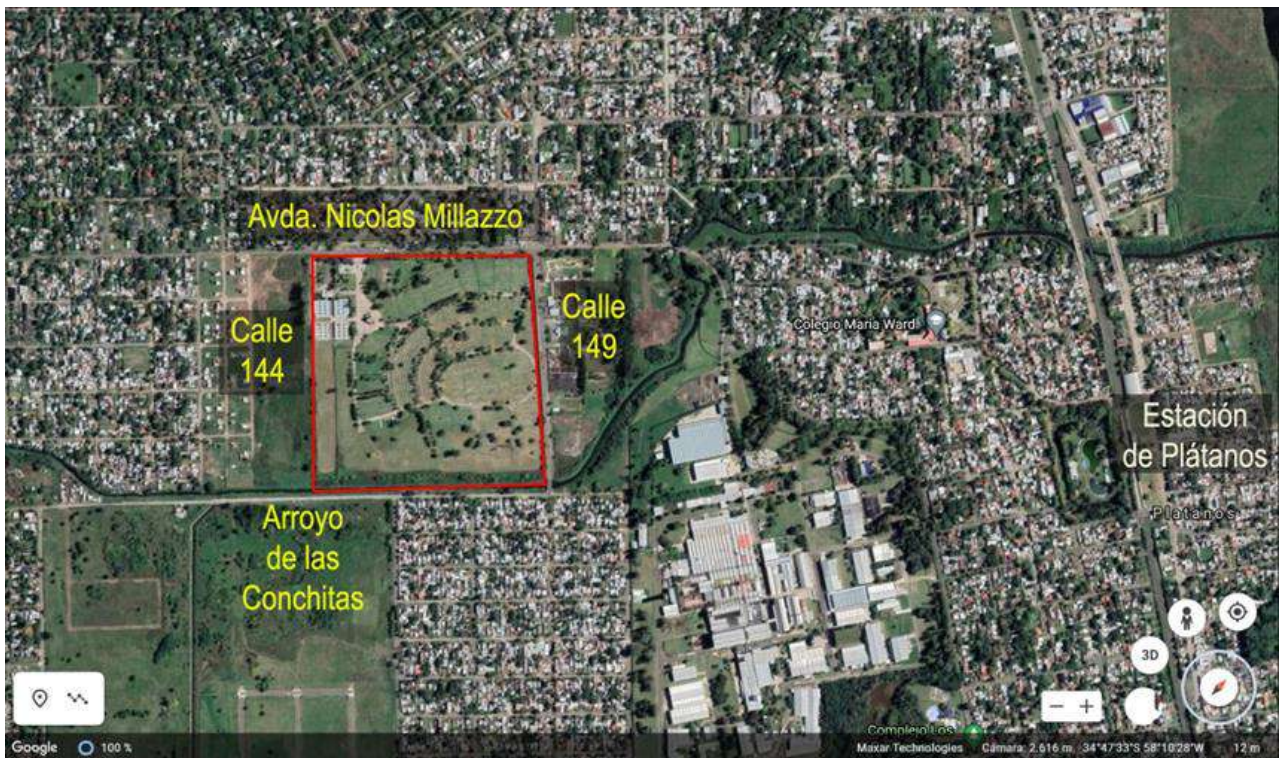 Avda. Nicolas Millazzo
Calle
144
Calle
149
Colegio Maria Ward
Estación
de Plátanos
Platanos
Arroyo
de las
Conchitas
3D
Complejo Los
Google
100 %
Maxar Technologies
Cámara: 2.616 m
34°47'33"S 58°10'28"W
12 m